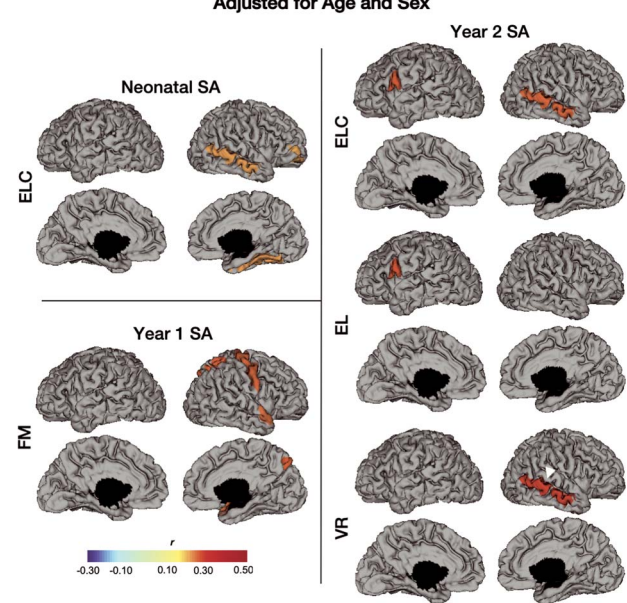 Adjusted for Age and Sex
Neonatal SA
ELC
Year 1 SA
FM
r
-0.30 -0.10 0.10 0.30 0.50
Year 2 SA
ELC
EL
VR